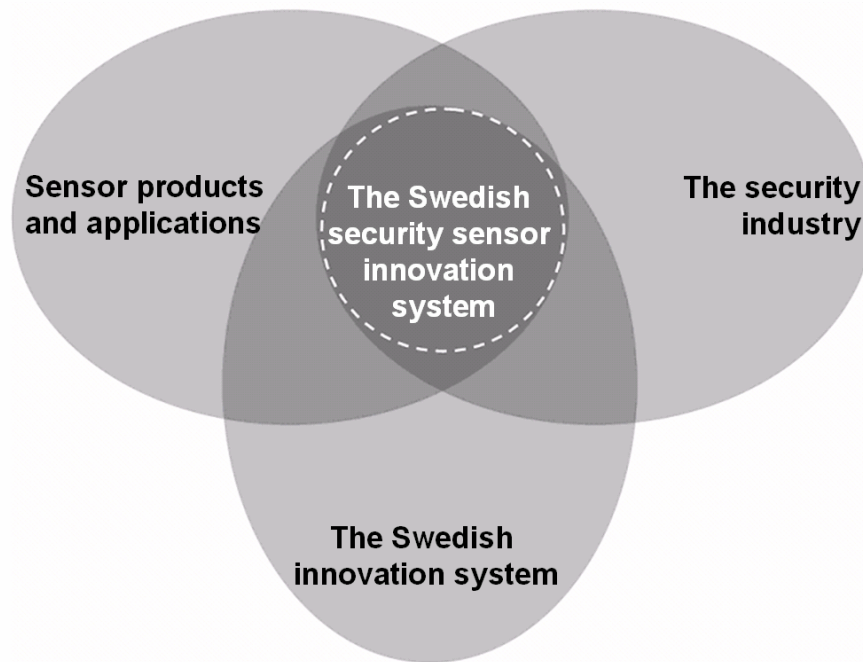 Sensor products
and applications
The Swedish
security sensor
innovation
system
The security
industry
The Swedish
innovation system